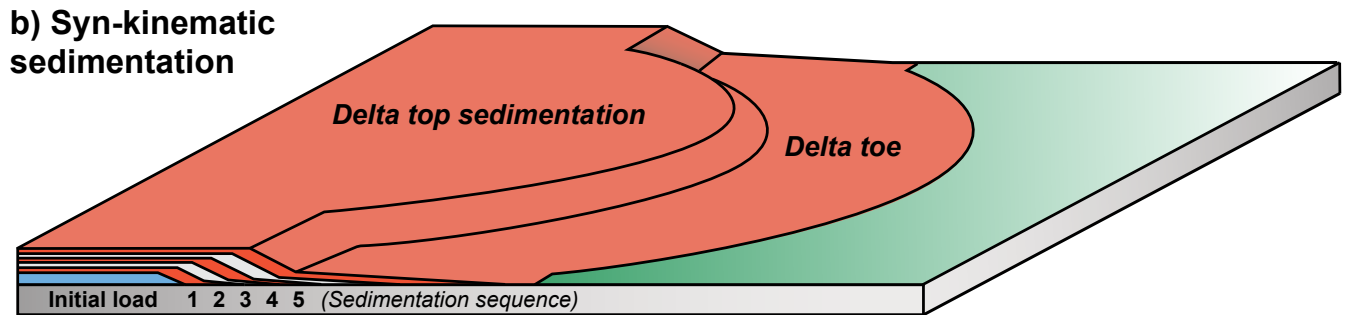 b) Syn-kinematic
sedimentation
Delta top sedimentation
Delta toe
Initial load 1 2 3 4 5 (Sedimentation sequence)